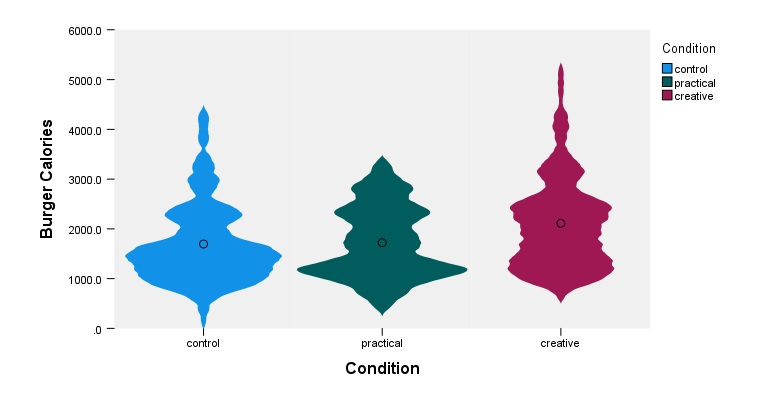 6000.0
5000.0
4000.0
3000.0
2000.0
1000.0
.0
Burger Calories
control
practical
creative
Condition
Condition
control
practical
creative